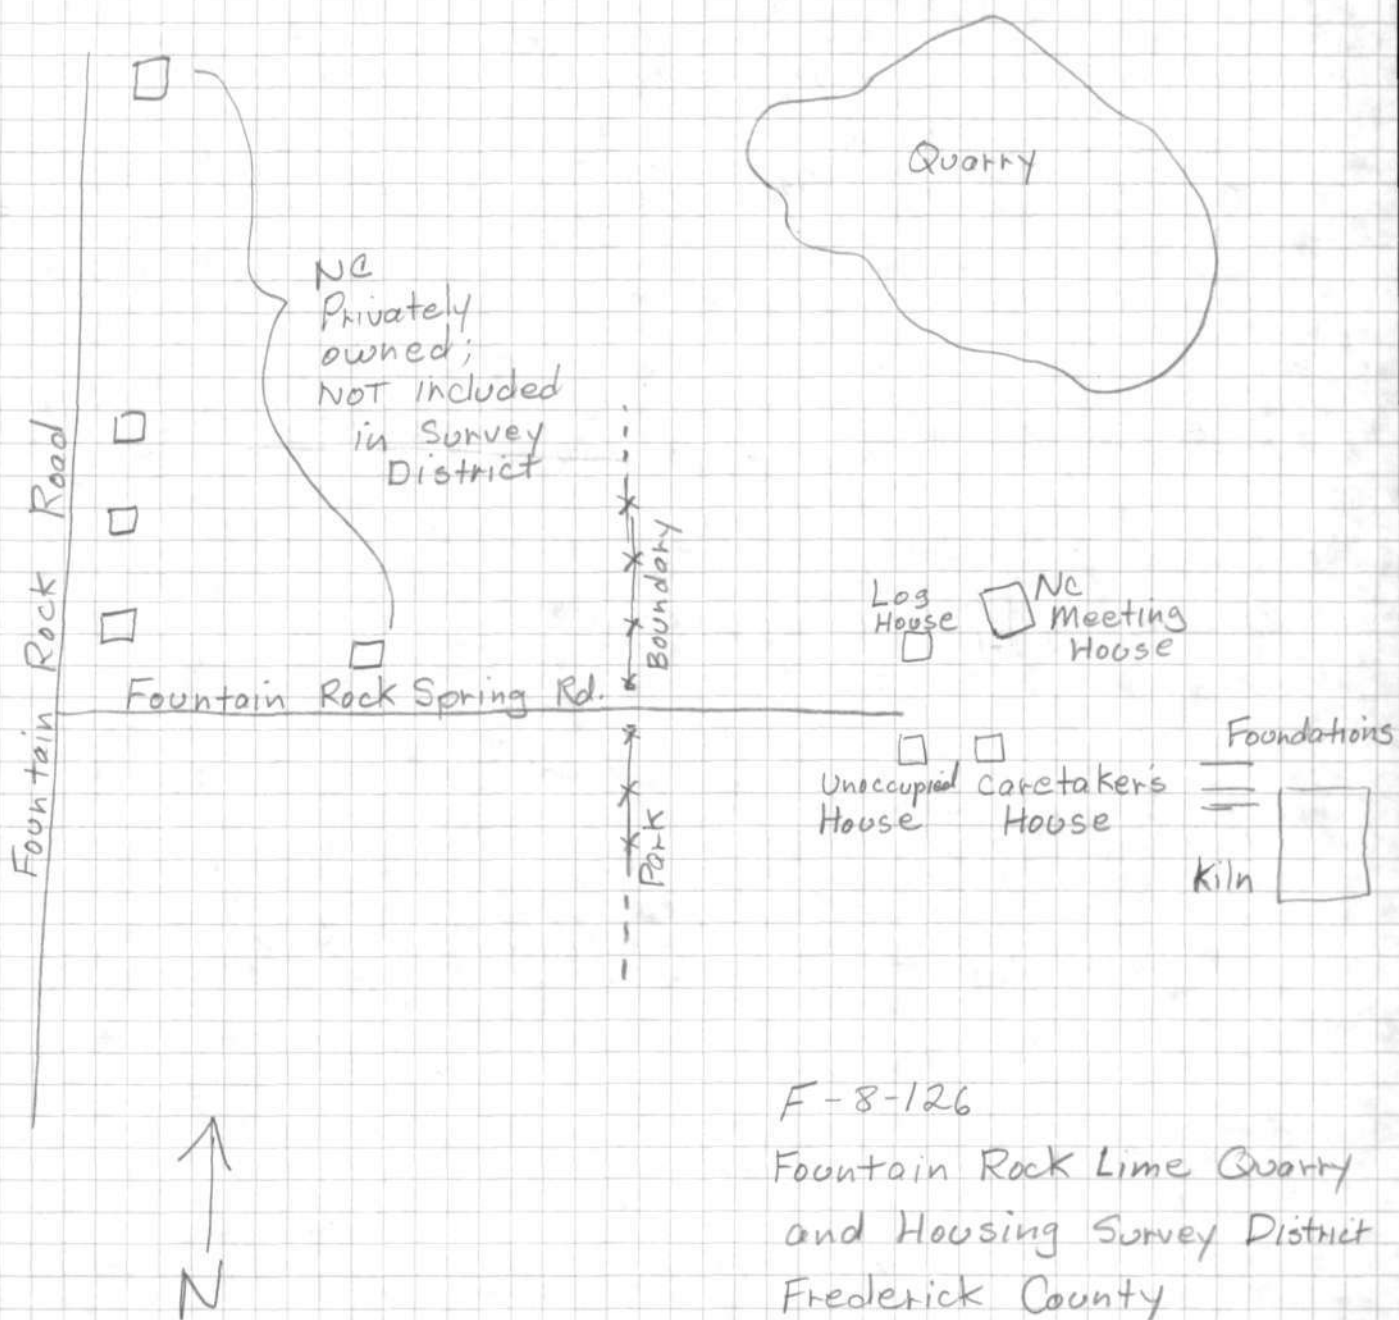 Quarry
NC
Privately
owned;
NOT included
in Survey
District
Fountain Rock Road
Boundary
Log
House
NC
Meeting
House
Fountain Rock Spring Rd.
Foundations
Unoccupied
House
Caretaker's
House
Park
Kiln
F-8-126
Fountain Rock Lime Quarry
and Housing Survey District
Frederick County
N